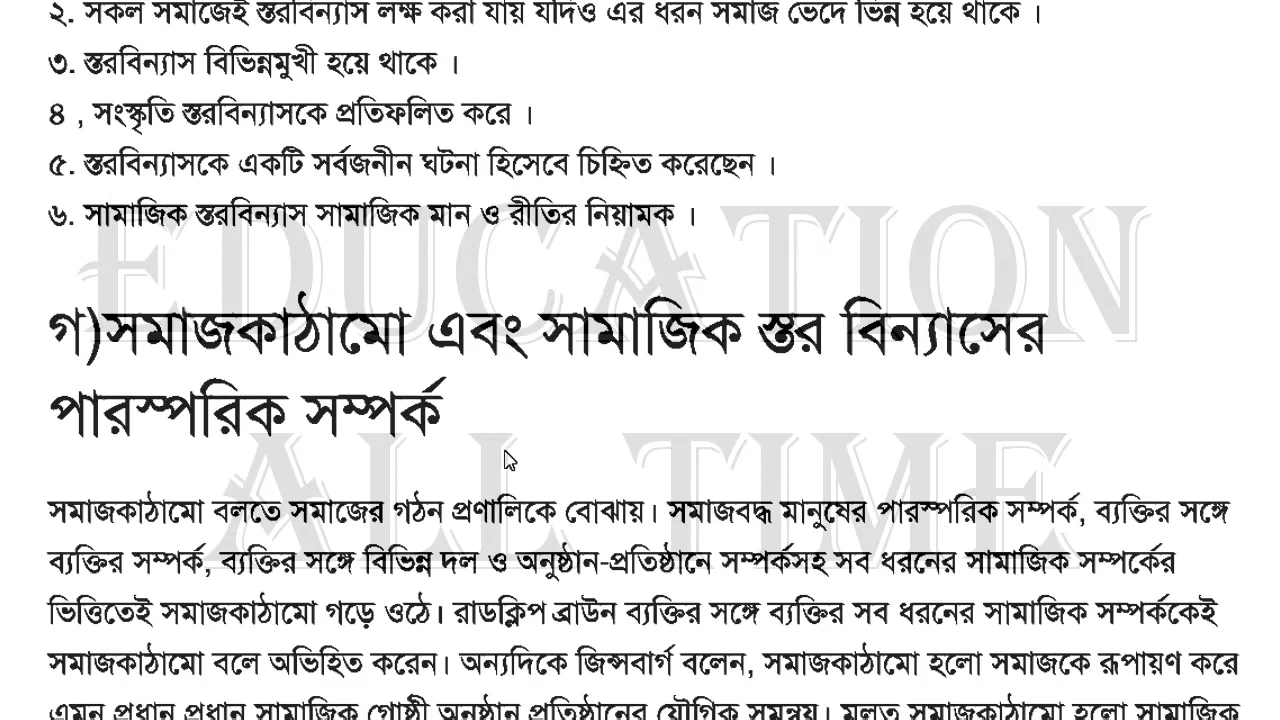 ২. সকল সমাজেই স্তরবিন্যাস লক্ষ করা যায় যদিও এর ধরন সমাজ ভেদে ভিন্ন হয়ে থাকে ।
৩. স্তরবিন্যাস বিভিন্নমুখী হয়ে থাকে ।
৪ , সংস্কৃতি স্তরবিন্যাসকে প্রতিফলিত করে ।
৫. স্তরবিন্যাসকে একটি সর্বজনীন ঘটনা হিসেবে চিহ্নিত করেছেন ।
৬. সামাজিক স্তরবিন্যাস সামাজিক মান ও রীতির নিয়ামক ।
EDUCATION
গ)সমাজকাঠামো এবং সামাজিক স্তর বিন্যাসের
পারস্পরিক সম্পর্ক
ALL TIME
সমাজকাঠামো বলতে সমাজের গঠন প্রণালিকে বোঝায়। সমাজবদ্ধ মানুষের পারস্পরিক সম্পর্ক, ব্যক্তির সঙ্গে
ব্যক্তির সম্পর্ক, ব্যক্তির সঙ্গে বিভিন্ন দল ও অনুষ্ঠান-প্রতিষ্ঠানে সম্পর্কসহ সব ধরনের সামাজিক সম্পর্কের
ভিত্তিতেই সমাজকাঠামো গড়ে ওঠে। রাডক্লিপ ব্রাউন ব্যক্তির সঙ্গে ব্যক্তির সব ধরনের সামাজিক সম্পর্ককেই
সমাজকাঠামো বলে অভিহিত করেন। অন্যদিকে জিন্সবার্গ বলেন, সমাজকাঠামো হলো সমাজকে রূপায়ণ করে
এমন প্রধান প্রধান সামাজিক গোষ্ঠী অনুষ্ঠান প্রতিষ্ঠানের যৌগিক সমন্বয়। মূলত সমাজকাঠামো হলো সামাজিক